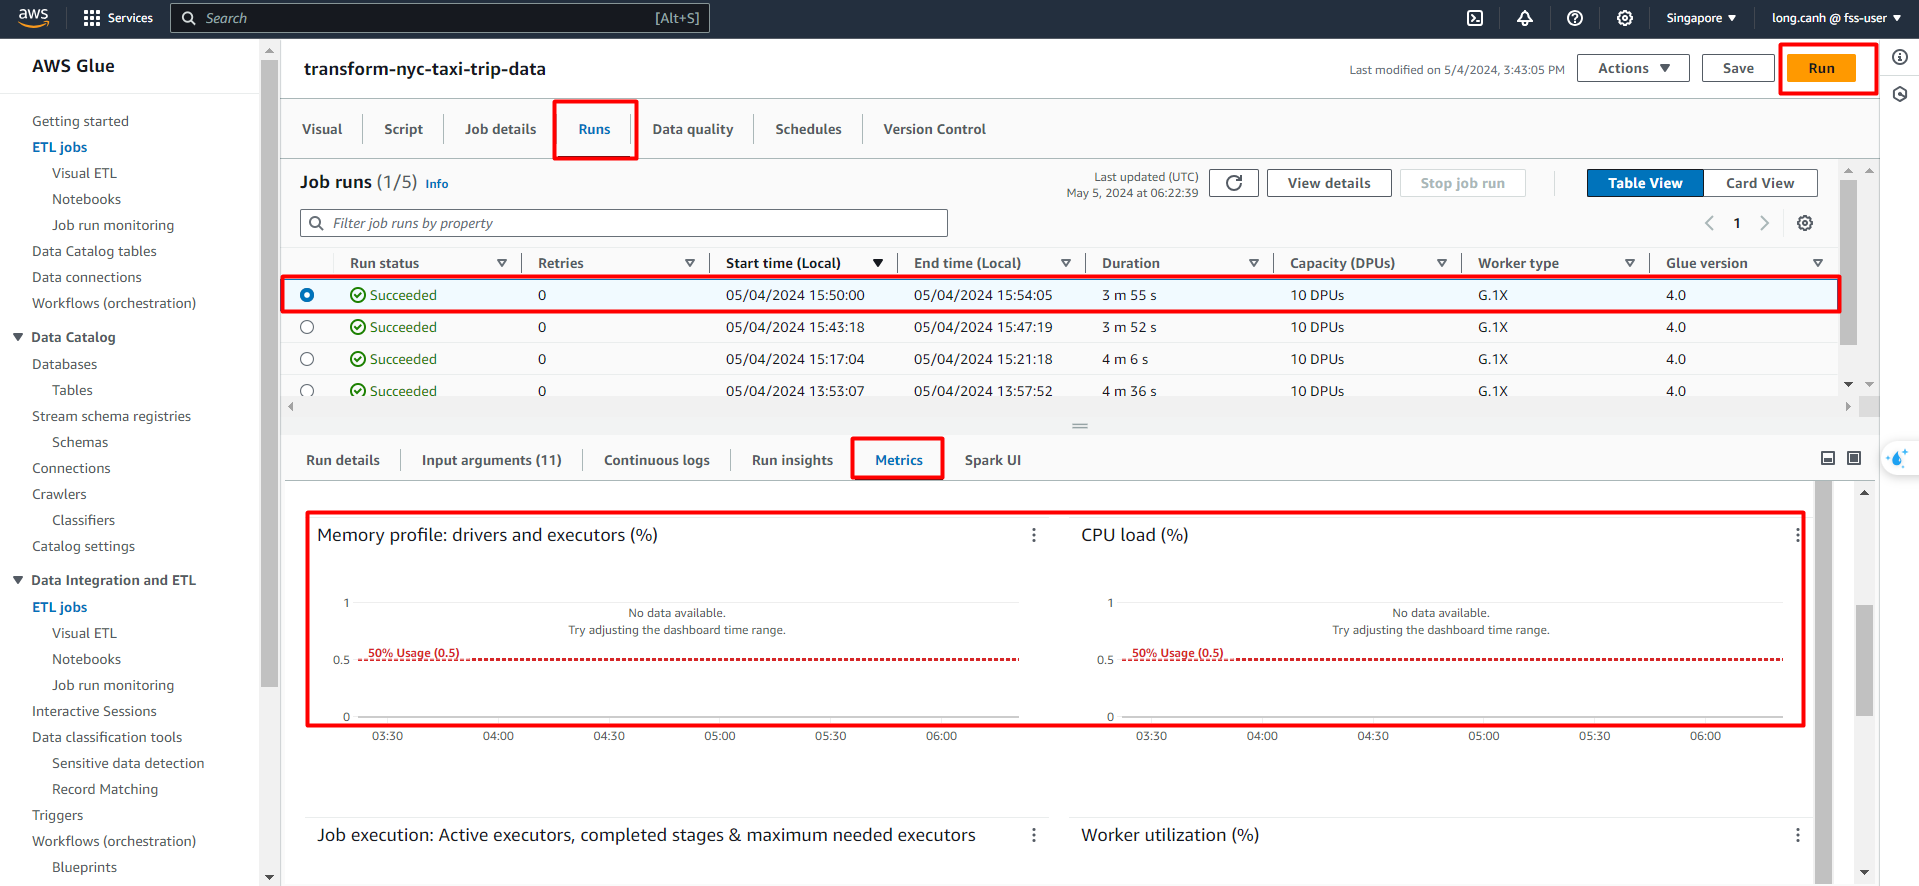 aws Services Search [Alt+S] Singapore ▼ long.canh @ fss-user ▼
AWS Glue
Getting started
ETL jobs
Visual ETL
Notebooks
Job run monitoring
Data Catalog tables
Data connections
Workflows (orchestration)
Data Catalog
Databases
Tables
Stream schema registries
Schemas
Connections
Crawlers
Classifiers
Catalog settings
Data Integration and ETL
ETL jobs
Visual ETL
Notebooks
Job run monitoring
Interactive Sessions
Data classification tools
Sensitive data detection
Record Matching
Triggers
Workflows (orchestration)
Blueprints
transform-nyc-taxi-trip-data
Last modified on 5/4/2024, 3:43:05 PM Actions ▼ Save Run
Visual Script Job details Runs Data quality Schedules Version Control
Job runs (1/5) Info
Last updated (UTC)
May 5, 2024 at 06:22:39
View details Stop job run Table View Card View
Filter job runs by property
1
Run status Retries Start time (Local) End time (Local) Duration Capacity (DPUs) Worker type Glue version
Succeeded 0 05/04/2024 15:50:00 05/04/2024 15:54:05 3 m 55 s 10 DPUs G.1X 4.0
Succeeded 0 05/04/2024 15:43:18 05/04/2024 15:47:19 3 m 52 s 10 DPUs G.1X 4.0
Succeeded 0 05/04/2024 15:17:04 05/04/2024 15:21:18 4 m 6 s 10 DPUs G.1X 4.0
Succeeded 0 05/04/2024 13:53:07 05/04/2024 13:57:52 4 m 36 s 10 DPUs G.1X 4.0
Run details Input arguments (11) Continuous logs Run insights Metrics Spark UI
Memory profile: drivers and executors (%)
1
No data available.
Try adjusting the dashboard time range.
50% Usage (0.5)
0.5
0
03:30 04:00 04:30 05:00 05:30 06:00
CPU load (%)
1
No data available.
Try adjusting the dashboard time range.
50% Usage (0.5)
0.5
0
03:30 04:00 04:30 05:00 05:30 06:00
Job execution: Active executors, completed stages & maximum needed executors
Worker utilization (%)